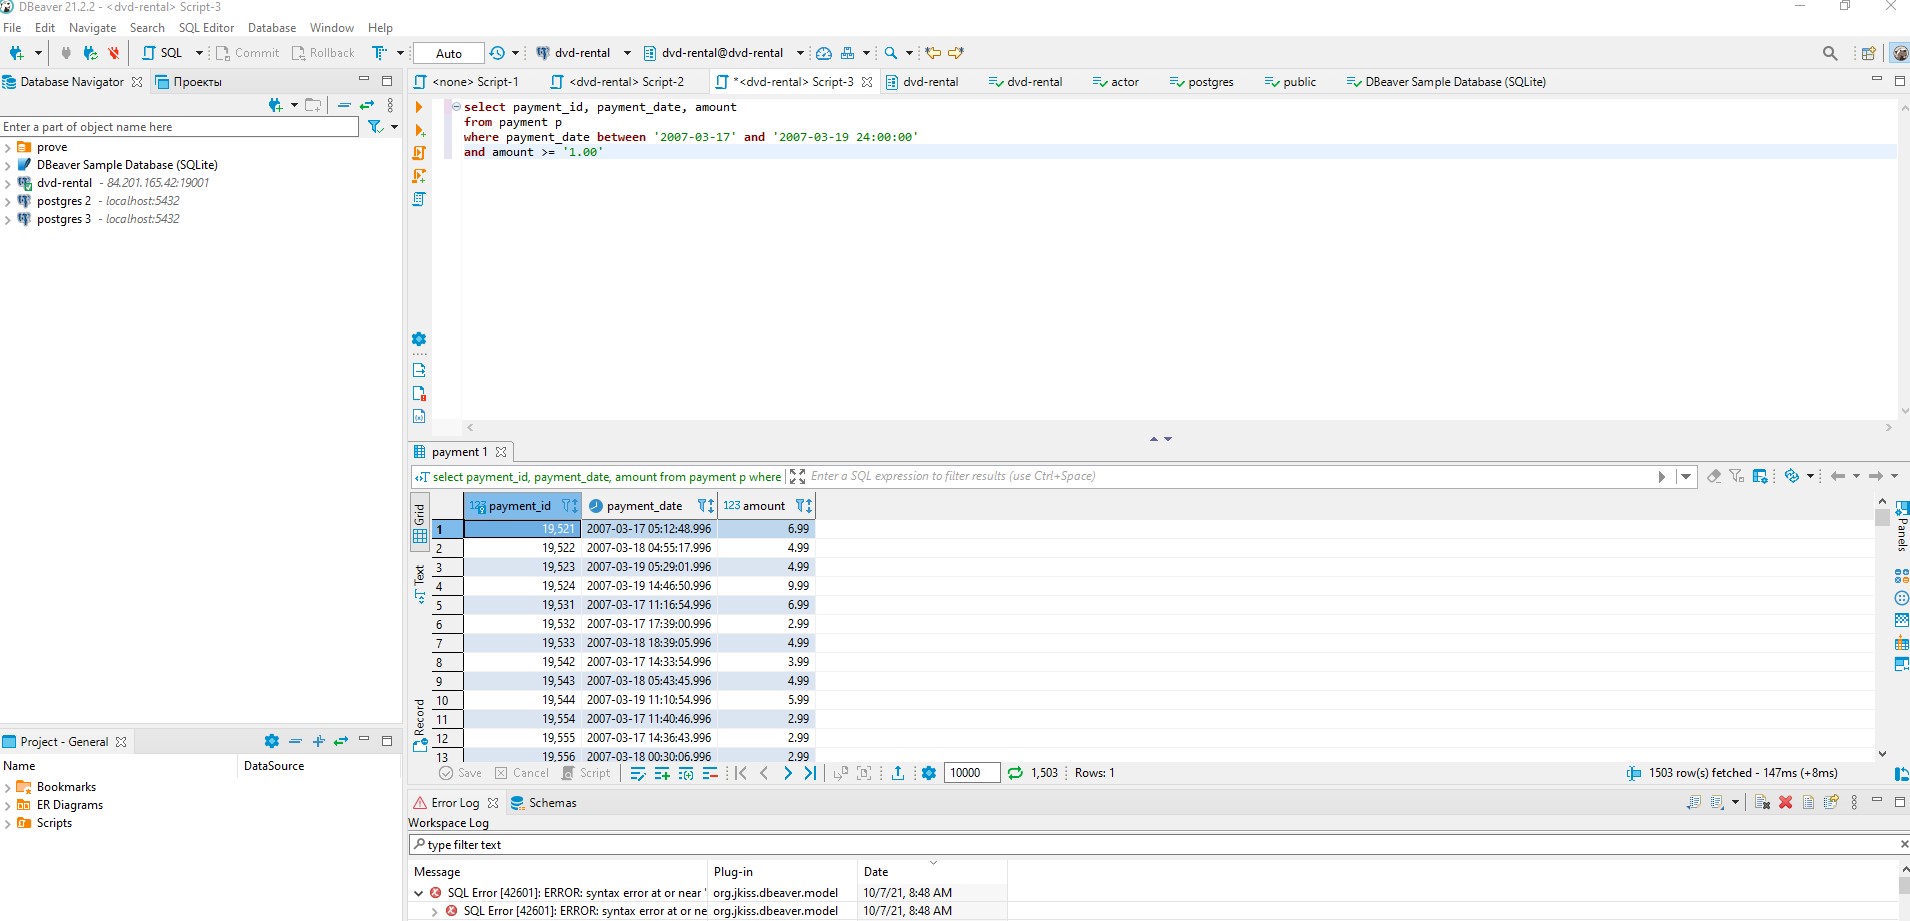 DBeaver 21.2.2 - <dvd-rental> Script-3
File Edit Navigate Search SQL Editor Database Window Help
SQL Commit Rollback Auto dvd-rental dvd-rental@dvd-rental
Database Navigator Проекты
<none> Script-1 <dvd-rental> Script-2 *<dvd-rental> Script-3 dvd-rental dvd-rental actor postgres public DBeaver Sample Database (SQLite)
Enter a part of object name here
prove
DBeaver Sample Database (SQLite)
dvd-rental - 84.201.165.42:19001
postgres 2 - localhost:5432
postgres 3 - localhost:5432
select payment_id, payment_date, amount
from payment p
where payment_date between '2007-03-17' and '2007-03-19 24:00:00'
and amount >= '1.00'
payment 1
select payment_id, payment_date, amount from payment p where Enter a SQL expression to filter results (use Ctrl+Space)
Grid
Text
Record
Panels
123 payment_id payment_date 123 amount
1 19,521 2007-03-17 05:12:48.996 6.99
2 19,522 2007-03-18 04:55:17.996 4.99
3 19,523 2007-03-19 05:29:01.996 4.99
4 19,524 2007-03-19 14:46:50.996 9.99
5 19,531 2007-03-17 11:16:54.996 6.99
6 19,532 2007-03-17 17:39:00.996 2.99
7 19,533 2007-03-18 18:39:05.996 4.99
8 19,542 2007-03-17 14:33:54.996 3.99
9 19,543 2007-03-18 05:43:45.996 4.99
10 19,544 2007-03-19 11:10:54.996 5.99
11 19,554 2007-03-17 11:40:46.996 2.99
12 19,555 2007-03-17 14:36:43.996 2.99
13 19,556 2007-03-18 00:30:06.996 2.99
Save Cancel Script 10000 1,503 Rows: 1 1503 row(s) fetched - 147ms (+8ms)
Project - General
Name DataSource
Bookmarks
ER Diagrams
Scripts
Error Log Schemas
Workspace Log
type filter text
Message Plug-in Date
SQL Error [42601]: ERROR: syntax error at or near ' org.jkiss.dbeaver.model 10/7/21, 8:48 AM
SQL Error [42601]: ERROR: syntax error at or ne org.jkiss.dbeaver.model 10/7/21, 8:48 AM